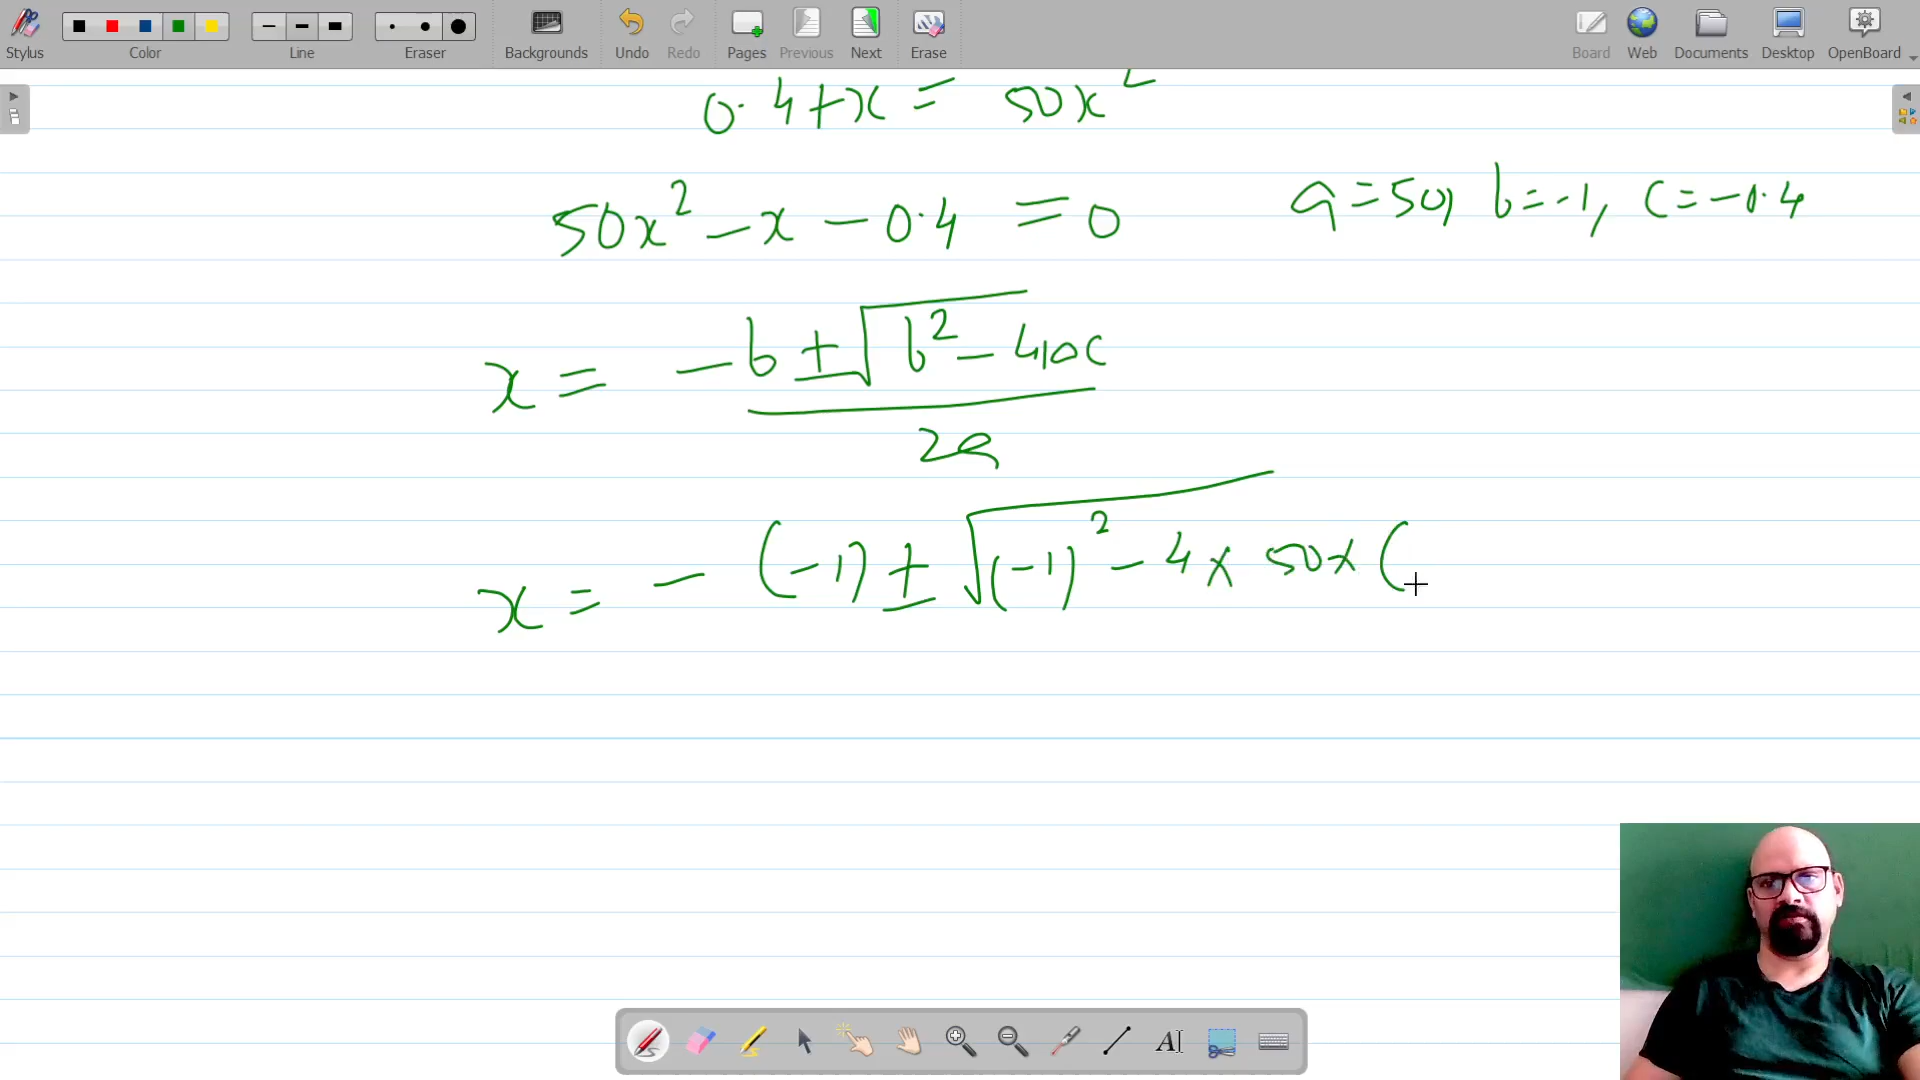 Stylus Color Line Eraser Backgrounds Undo Redo Pages Previous Next Erase Board Web Documents Desktop OpenBoard
0.4+x = 50x²
50x² - x - 0.4 = 0
a = 50, b = -1, c = -0.4
x = -b ± √b² - 4ac
2a
x = - (-1) ± √(-1)² - 4 x 50 x (